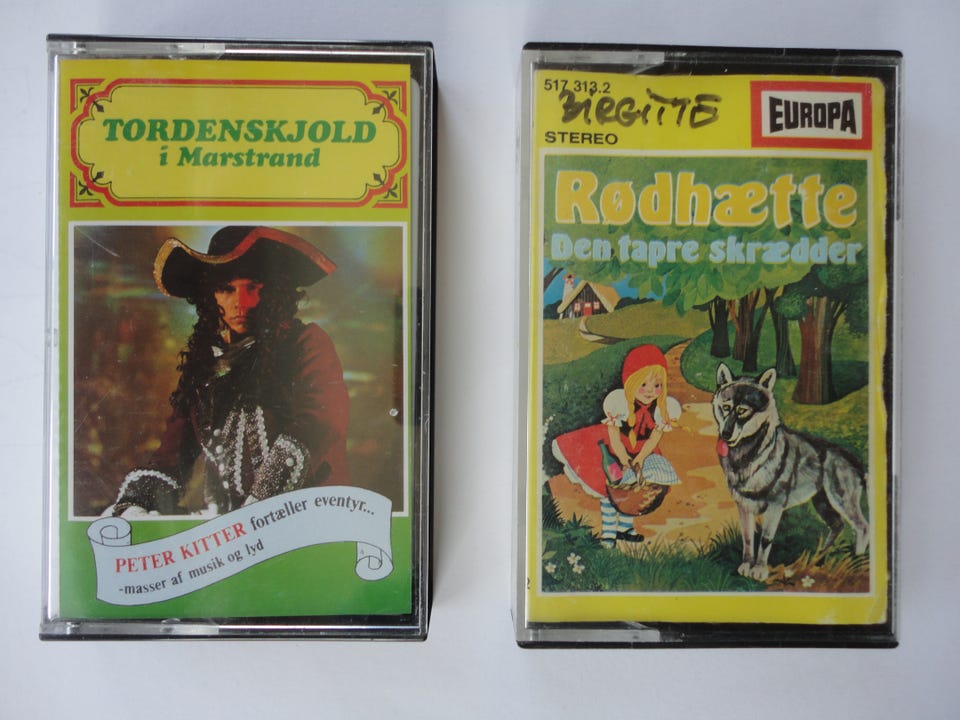 TORDENSKJOLD
i Marstrand
PETER KITTER fortæller eventyr...
-masser af musik og lyd
517 313.2
BIRGITTE
STEREO
EUROPA
Rødhætte
Den tapre skrædder